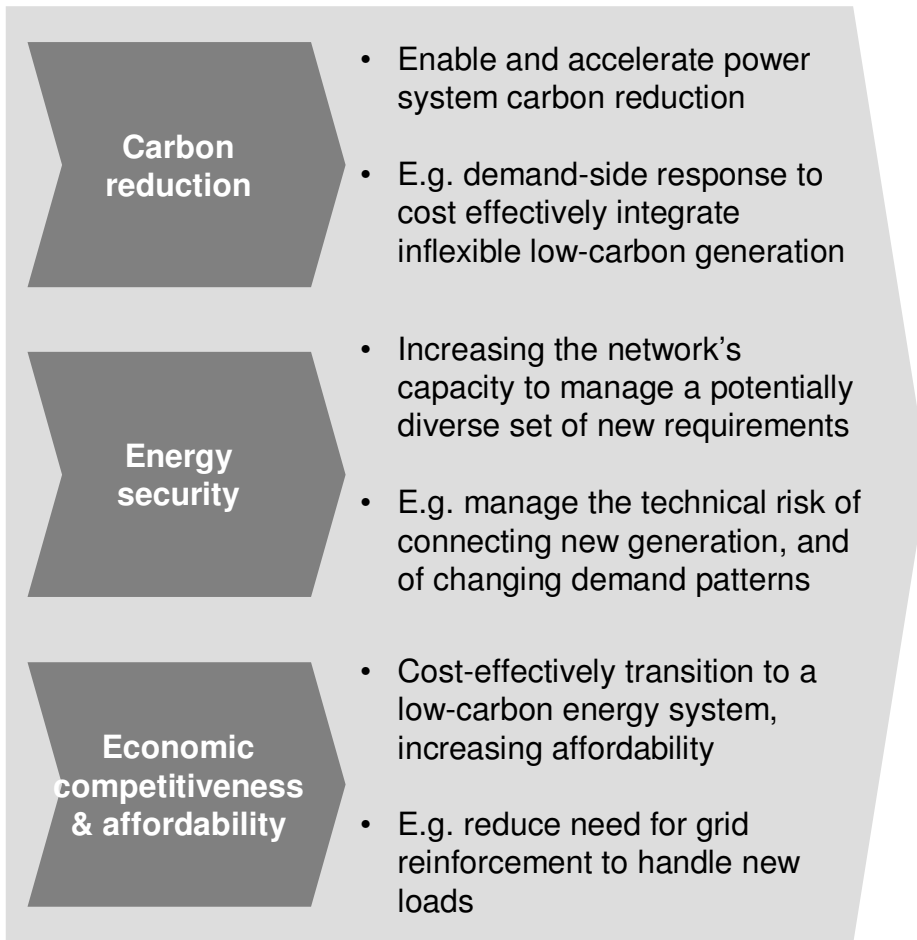 Carbon
reduction
• Enable and accelerate power
system carbon reduction
• E.g. demand-side response to
cost effectively integrate
inflexible low-carbon generation
Energy
security
• Increasing the network’s
capacity to manage a potentially
diverse set of new requirements
• E.g. manage the technical risk of
connecting new generation, and
of changing demand patterns
Economic
competitiveness
& affordability
• Cost-effectively transition to a
low-carbon energy system,
increasing affordability
• E.g. reduce need for grid
reinforcement to handle new
loads